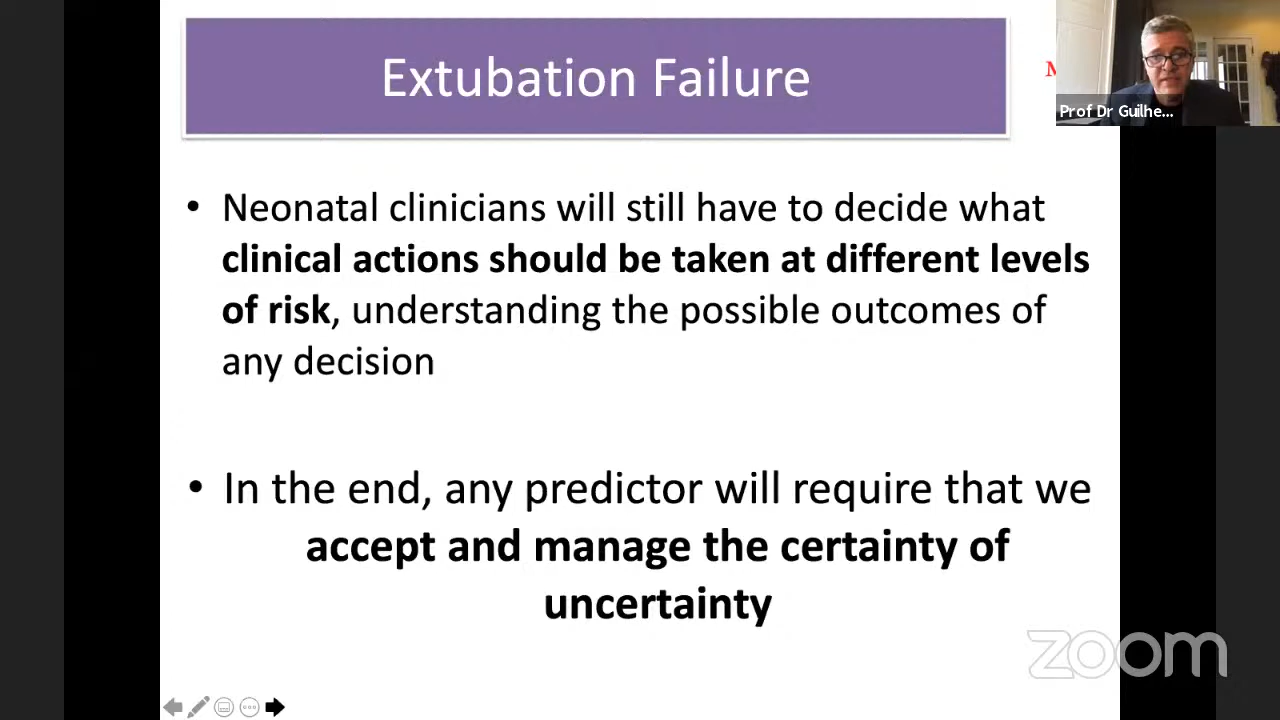 Extubation Failure
M
Prof Dr Guilhe...
• Neonatal clinicians will still have to decide what
clinical actions should be taken at different levels
of risk, understanding the possible outcomes of
any decision
• In the end, any predictor will require that we
accept and manage the certainty of
uncertainty
zoom